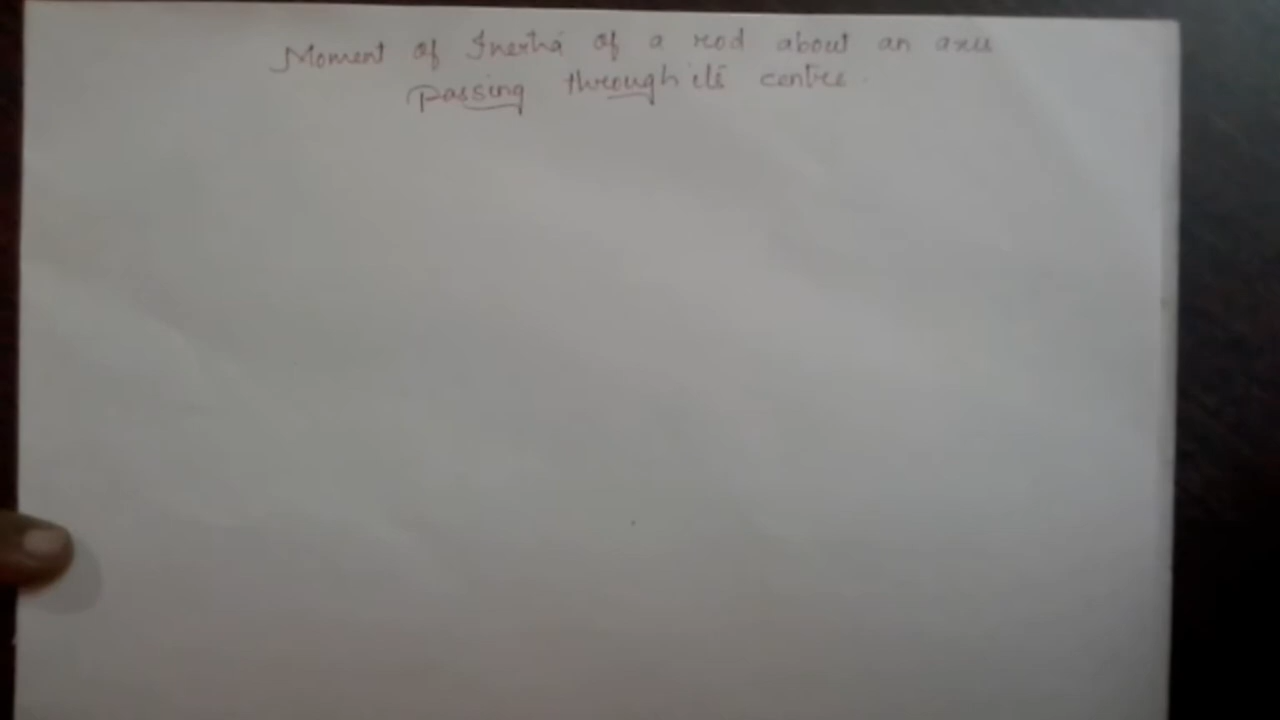 Moment of Inertia of a rod about an axis
Passing through its centre.